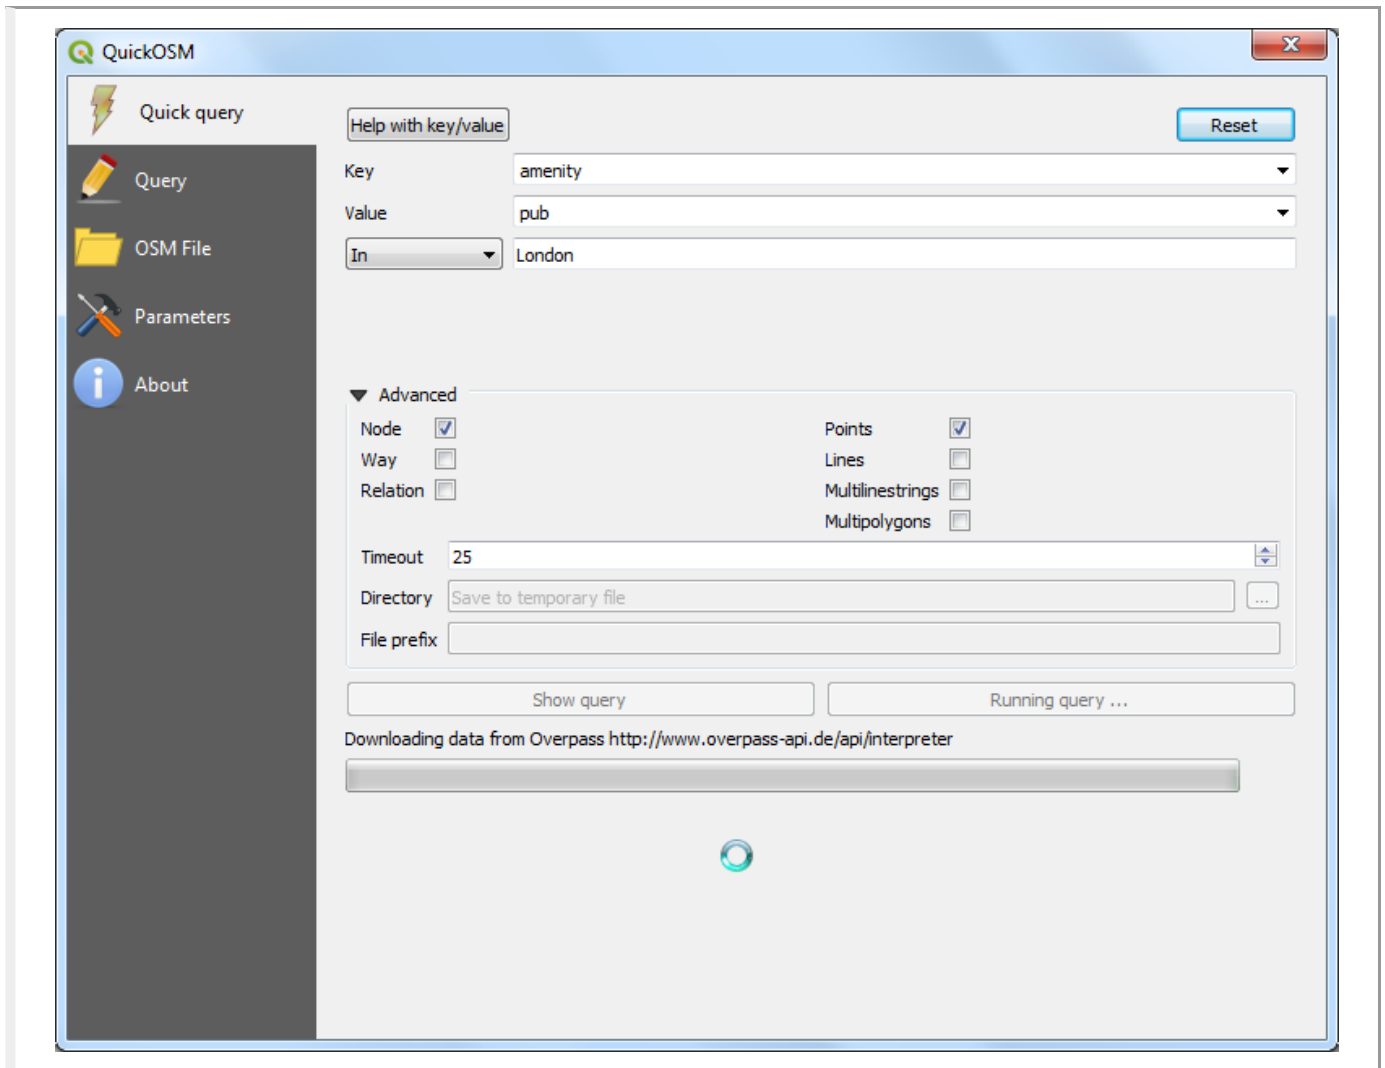 QuickOSM
Quick query
Help with key/value
Reset
Query
Key
amenity
Value
pub
OSM File
In
London
Parameters
About
Advanced
Node
Points
Way
Lines
Relation
Multilinestrings
Multipolygons
Timeout
25
Directory
Save to temporary file
...
File prefix
Show query
Running query ...
Downloading data from Overpass http://www.overpass-api.de/api/interpreter